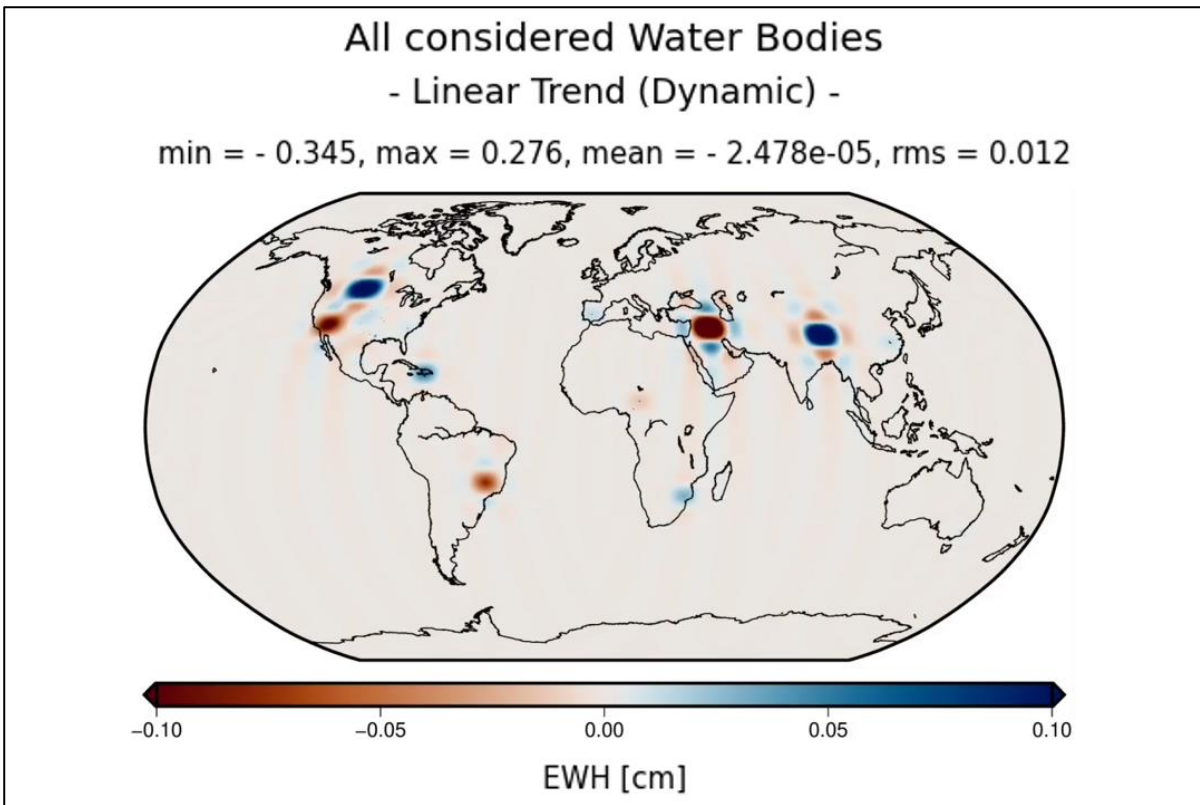 All considered Water Bodies
- Linear Trend (Dynamic) -
min = - 0.345, max = 0.276, mean = - 2.478e-05, rms = 0.012
−0.10 −0.05 0.00 0.05 0.10
EWH [cm]